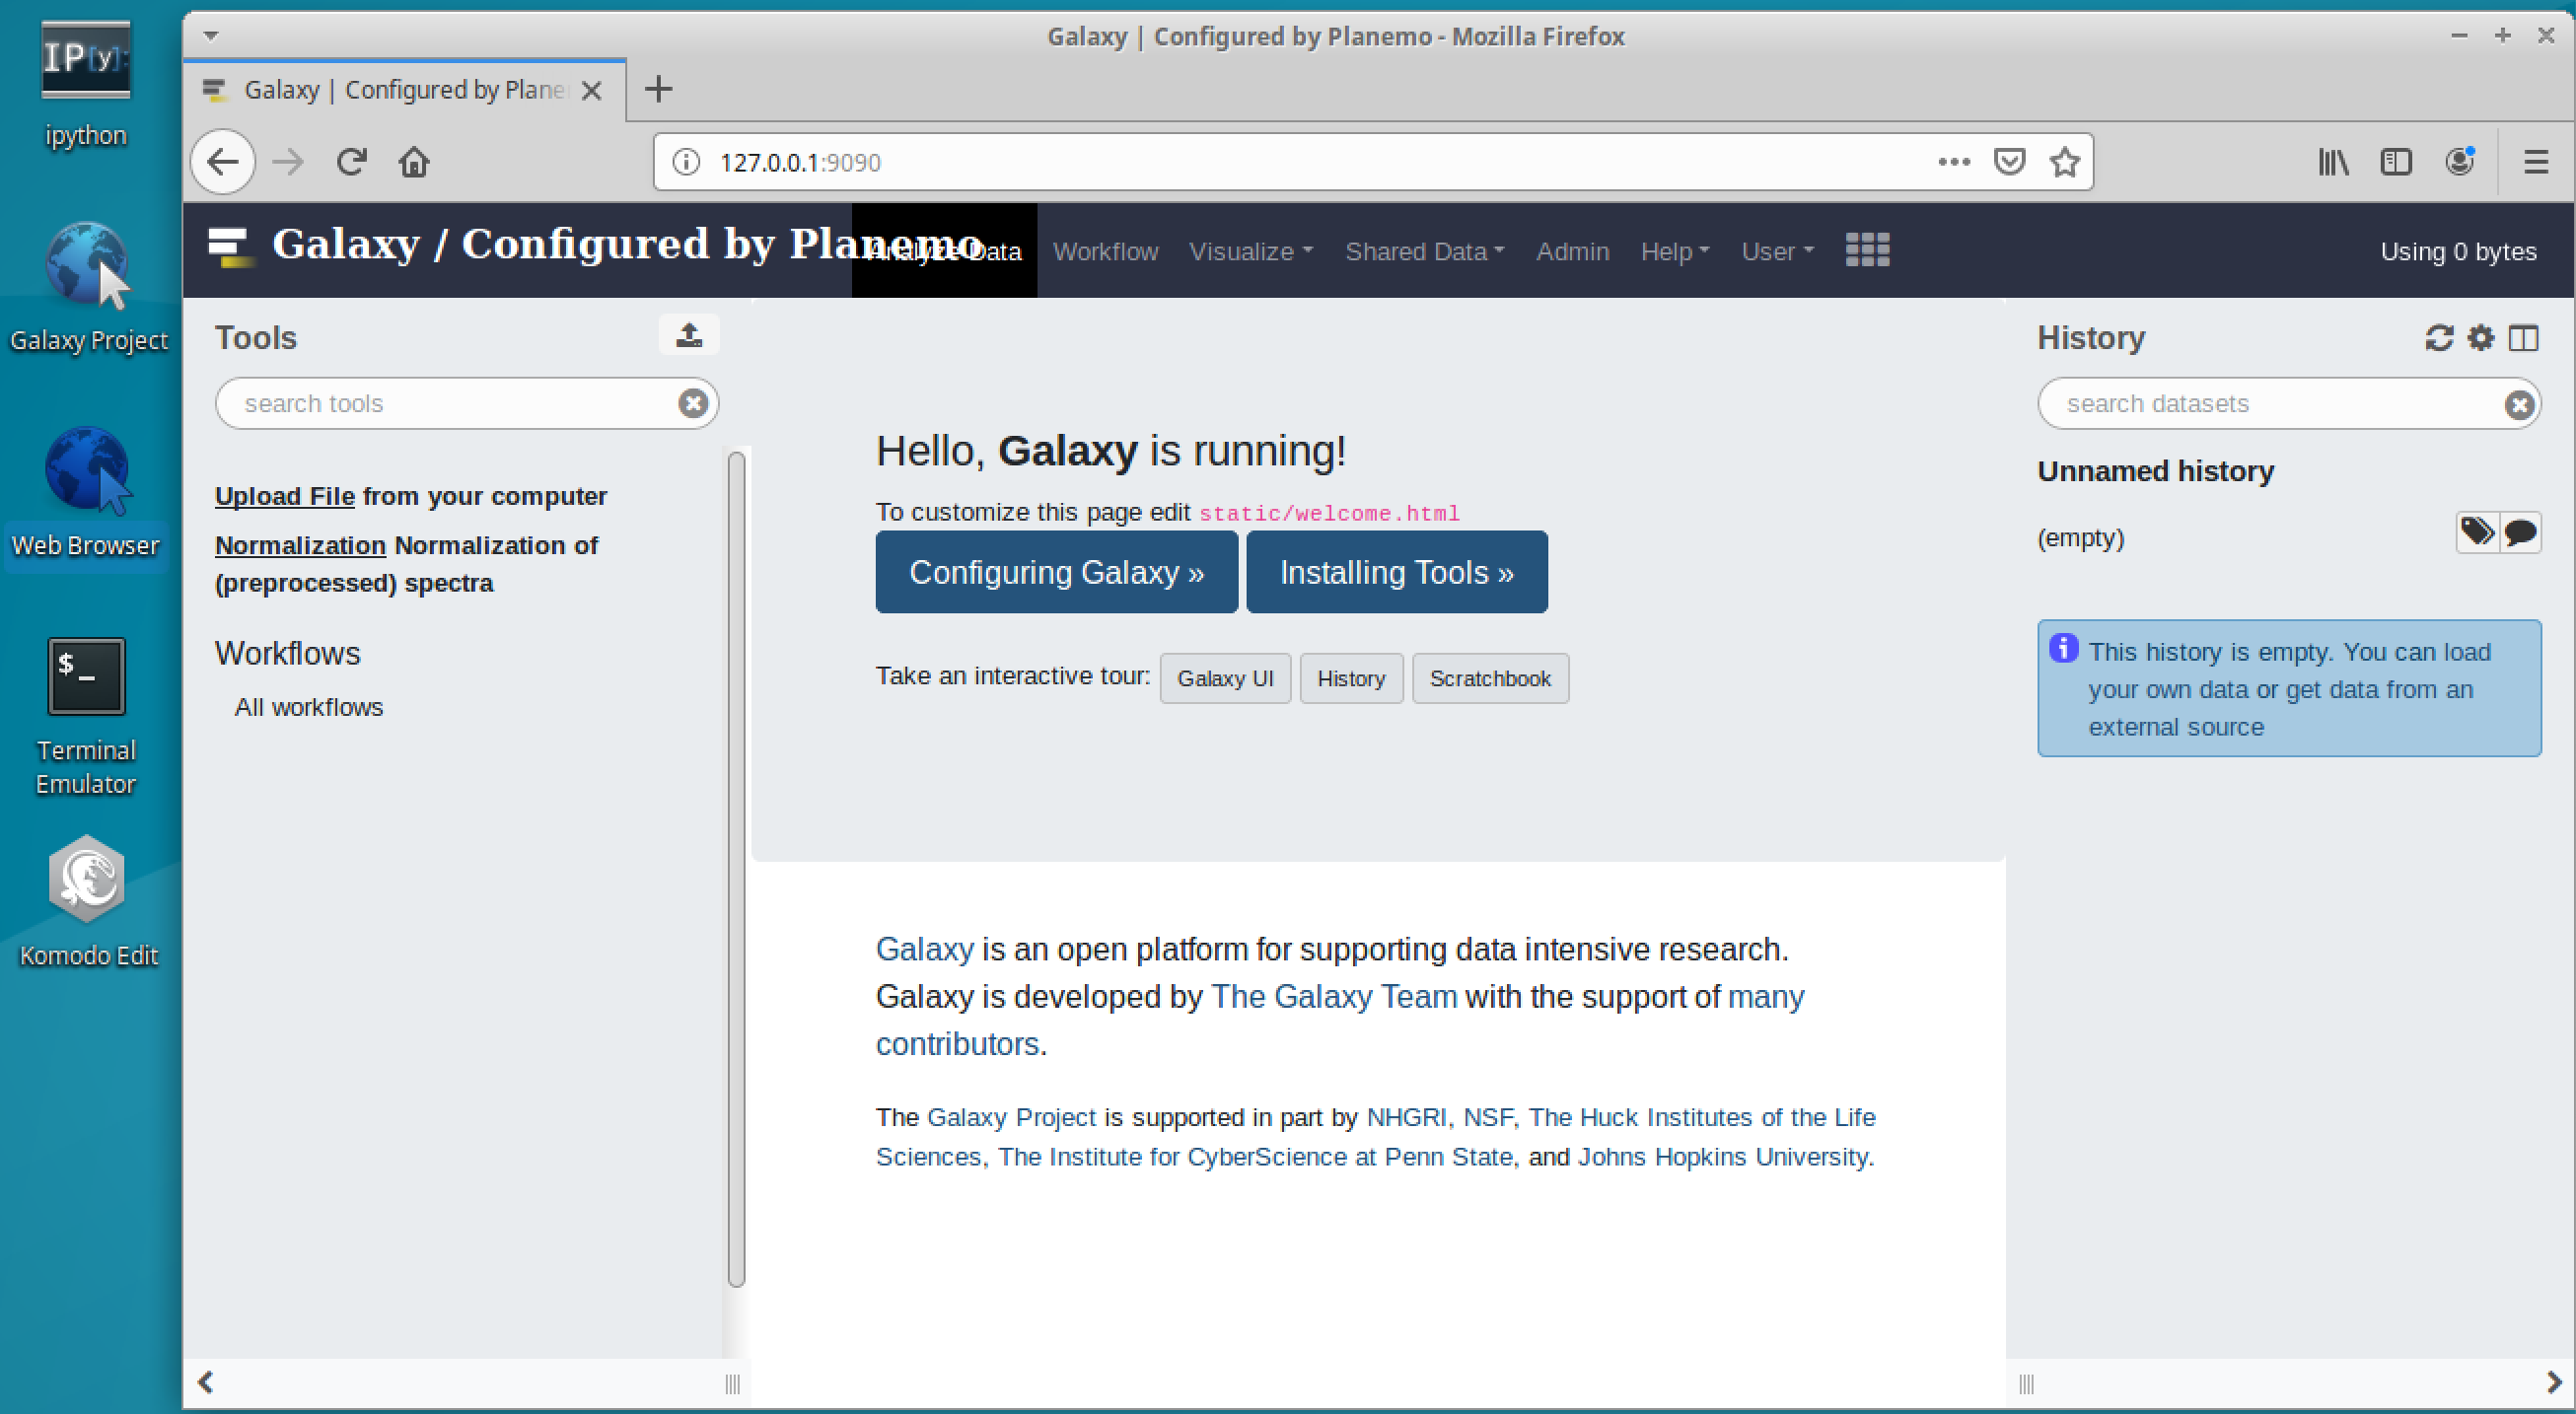 IP[y]:
ipython
Galaxy Project
Web Browser
$ _
Terminal
Emulator
Komodo Edit
Galaxy | Configured by Planemo - Mozilla Firefox
Galaxy | Configured by Plane
127.0.0.1:9090
Galaxy / Configured by Planemo
Analyze Data
Workflow
Visualize
Shared Data
Admin
Help
User
Using 0 bytes
Tools
search tools
Upload File from your computer
Normalization Normalization of
(preprocessed) spectra
Workflows
All workflows
Hello, Galaxy is running!
To customize this page edit static/welcome.html
Configuring Galaxy »
Installing Tools »
Take an interactive tour: Galaxy UI History Scratchbook
Galaxy is an open platform for supporting data intensive research.
Galaxy is developed by The Galaxy Team with the support of many
contributors.
The Galaxy Project is supported in part by NHGRI, NSF, The Huck Institutes of the Life
Sciences, The Institute for CyberScience at Penn State, and Johns Hopkins University.
History
search datasets
Unnamed history
(empty)
This history is empty. You can load
your own data or get data from an
external source